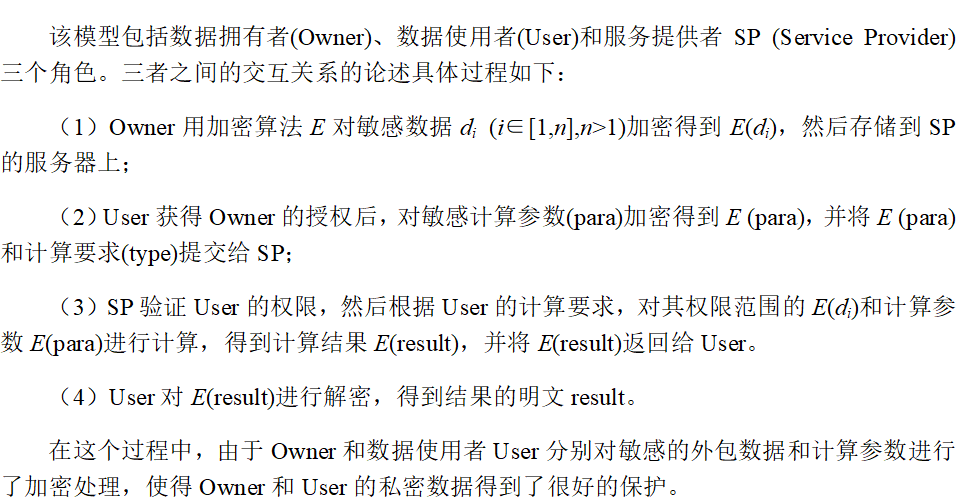 该模型包括数据拥有者(Owner)、数据使用者(User)和服务提供者 SP (Service Provider)
三个角色。三者之间的交互关系的论述具体过程如下：
（1）Owner 用加密算法 E 对敏感数据 di (i∈[1,n],n>1)加密得到 E(di)，然后存储到 SP
的服务器上；
（2）User 获得 Owner 的授权后，对敏感计算参数(para)加密得到 E (para)，并将 E (para)
和计算要求(type)提交给 SP；
（3）SP 验证 User 的权限，然后根据 User 的计算要求，对其权限范围的 E(di)和计算参
数 E(para)进行计算，得到计算结果 E(result)，并将 E(result)返回给 User。
（4）User 对 E(result)进行解密，得到结果的明文 result。
在这个过程中，由于 Owner 和数据使用者 User 分别对敏感的外包数据和计算参数进行
了加密处理，使得 Owner 和 User 的私密数据得到了很好的保护。